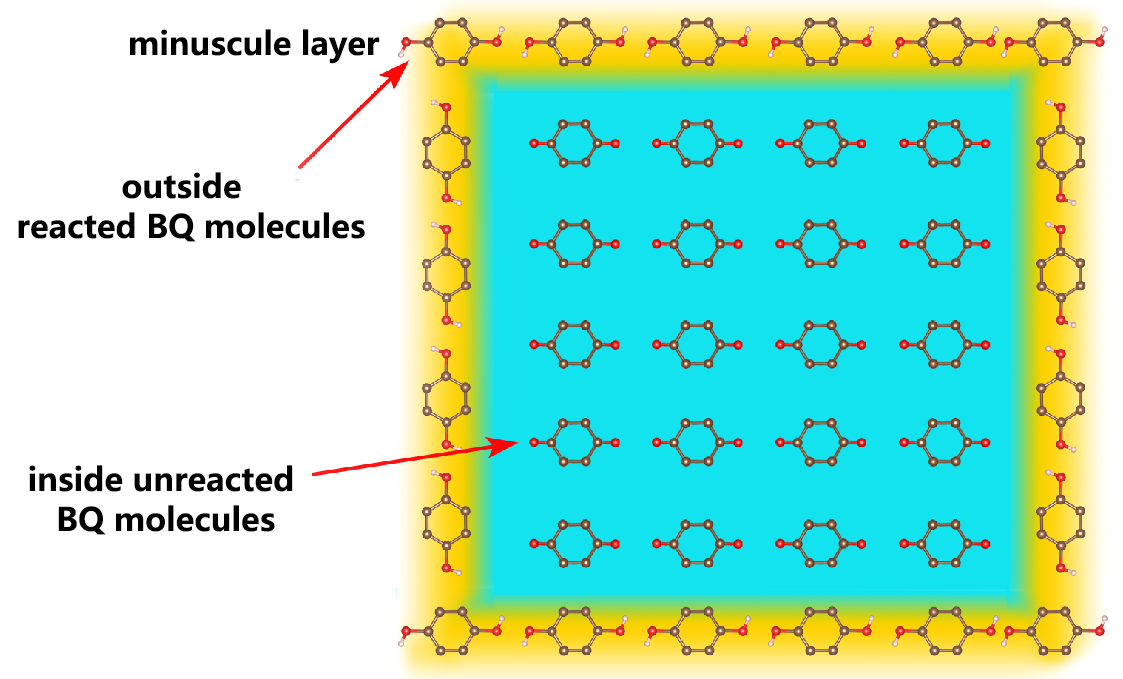 minuscule layer
outside
reacted BQ molecules
inside unreacted
BQ molecules